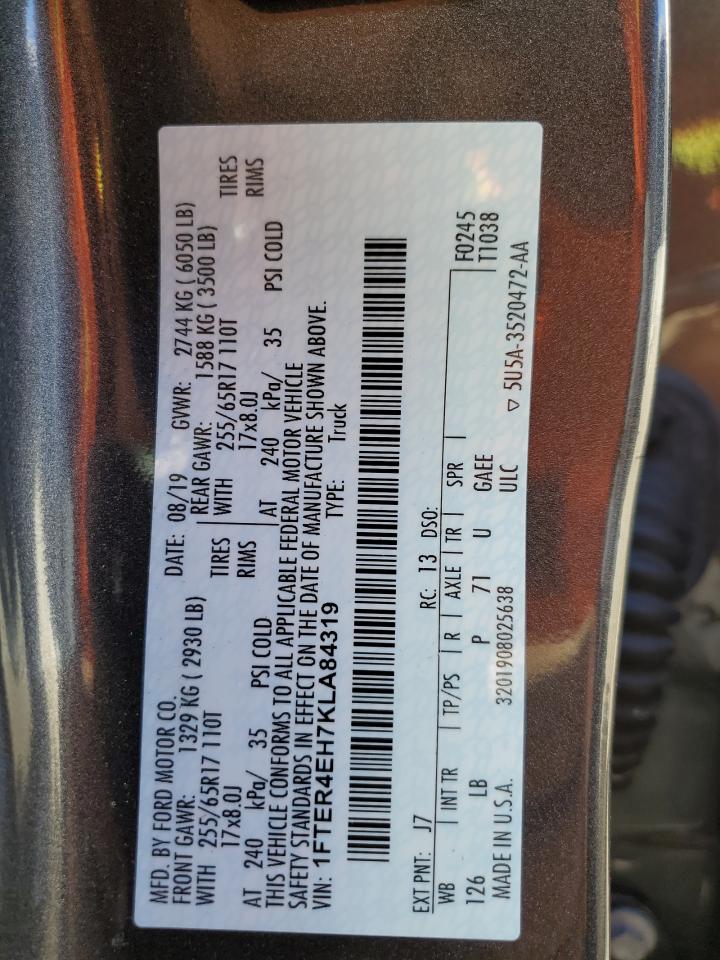 MFD. BY FORD MOTOR CO. DATE: 08/19 GVWR: 2744 KG ( 6050 LB)
FRONT GAWR: 1329 KG ( 2930 LB) REAR GAWR: 1588 KG ( 3500 LB)
WITH 255/65R17 110T TIRES WITH 255/65R17 110T TIRES
17x8.0J RIMS 17x8.0J RIMS
AT 240 kPa/ 35 PSI COLD AT 240 kPa/ 35 PSI COLD
THIS VEHICLE CONFORMS TO ALL APPLICABLE FEDERAL MOTOR VEHICLE
SAFETY STANDARDS IN EFFECT ON THE DATE OF MANUFACTURE SHOWN ABOVE.
VIN: 1FTER4EH7KLA84319 TYPE: Truck
EXT PNT: J7 RC: 13 DSO:
WB INT TR TP/PS R AXLE TR SPR F0245
126 LB P 71 U GAEE T1038
MADE IN U.S.A. 3201908025638 ULC
▽ 5U5A-3520472-AA